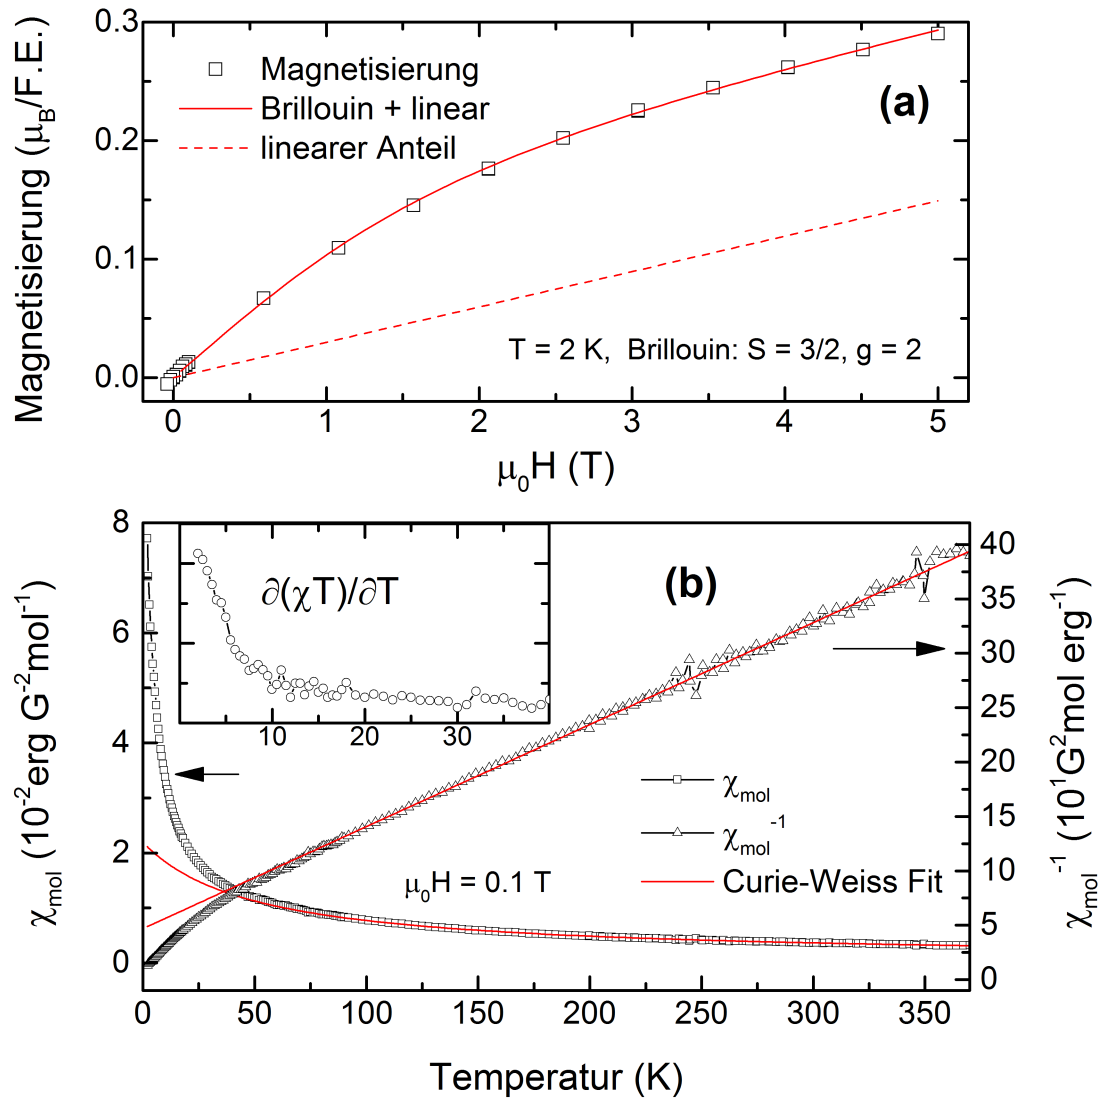 Magnetisierung (μB/F.E.)
0.3
0.2
0.1
0.0
Magnetisierung
Brillouin + linear
linearer Anteil
(a)
T = 2 K, Brillouin: S = 3/2, g = 2
0 1 2 3 4 5
μ0H (T)
χmol (10-2erg G-2mol-1)
8
6
4
2
0
∂(χT)/∂T
10 20 30
(b)
χmol
χmol-1
Curie-Weiss Fit
μ0H = 0.1 T
40
35
30
25
20
15
10
5
0
χmol-1 (101G2mol erg-1)
0 50 100 150 200 250 300 350
Temperatur (K)